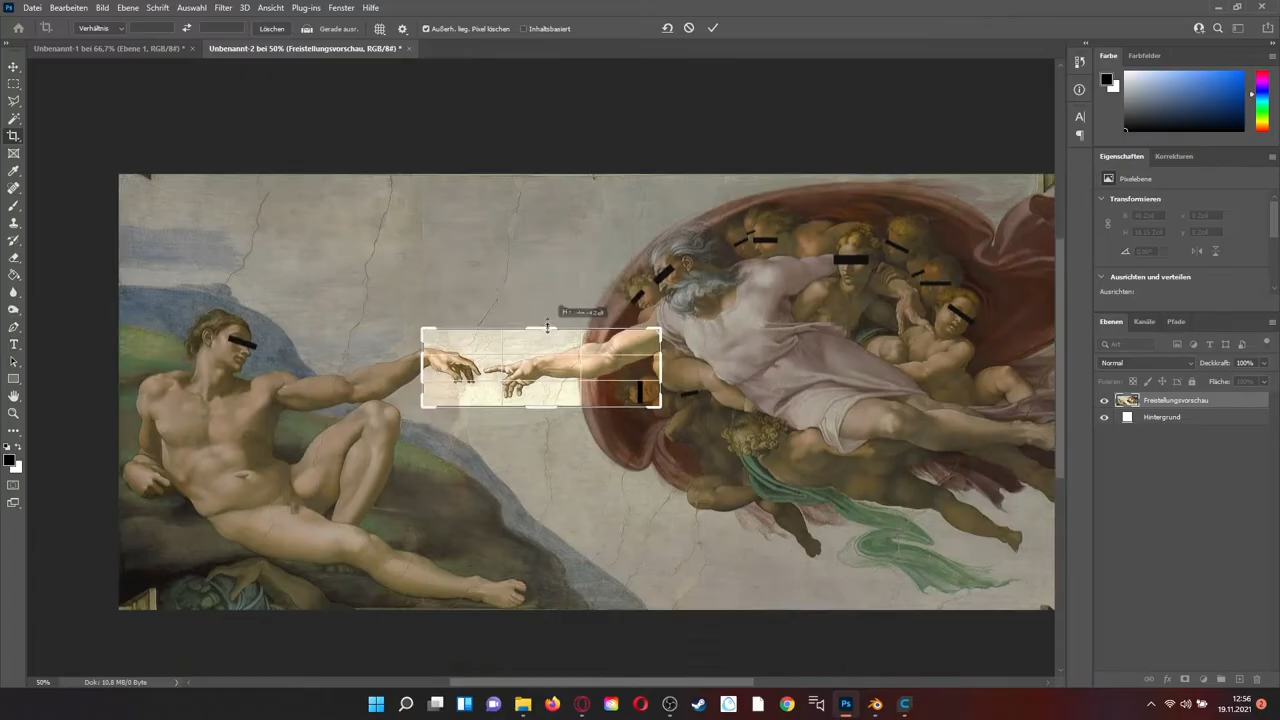 Datei Bearbeiten Bild Ebene Schrift Auswahl Filter 3D Ansicht Plug-ins Fenster Hilfe
Verhältnis Löschen Gerade ausr. Außerh. lieg. Pixel löschen Inhaltsbasiert
Unbenannt-1 bei 66,7% (Ebene 1, RGB/8#) * × Unbenannt-2 bei 50% (Freistellungsvorschau, RGB/8#) * ×
Farbe Farbfelder
Eigenschaften Korrekturen
Pixelebene
Transformieren
B
H
Ausrichten und verteilen
Ausrichten:
Ebenen Kanäle Pfade
Art
Normal Deckkraft: 100%
Fixieren: Fläche: 100%
Freistellungsvorschau
Hintergrund
50% Dok: 10,8 MB/0 Byte
12:56
19.11.2021